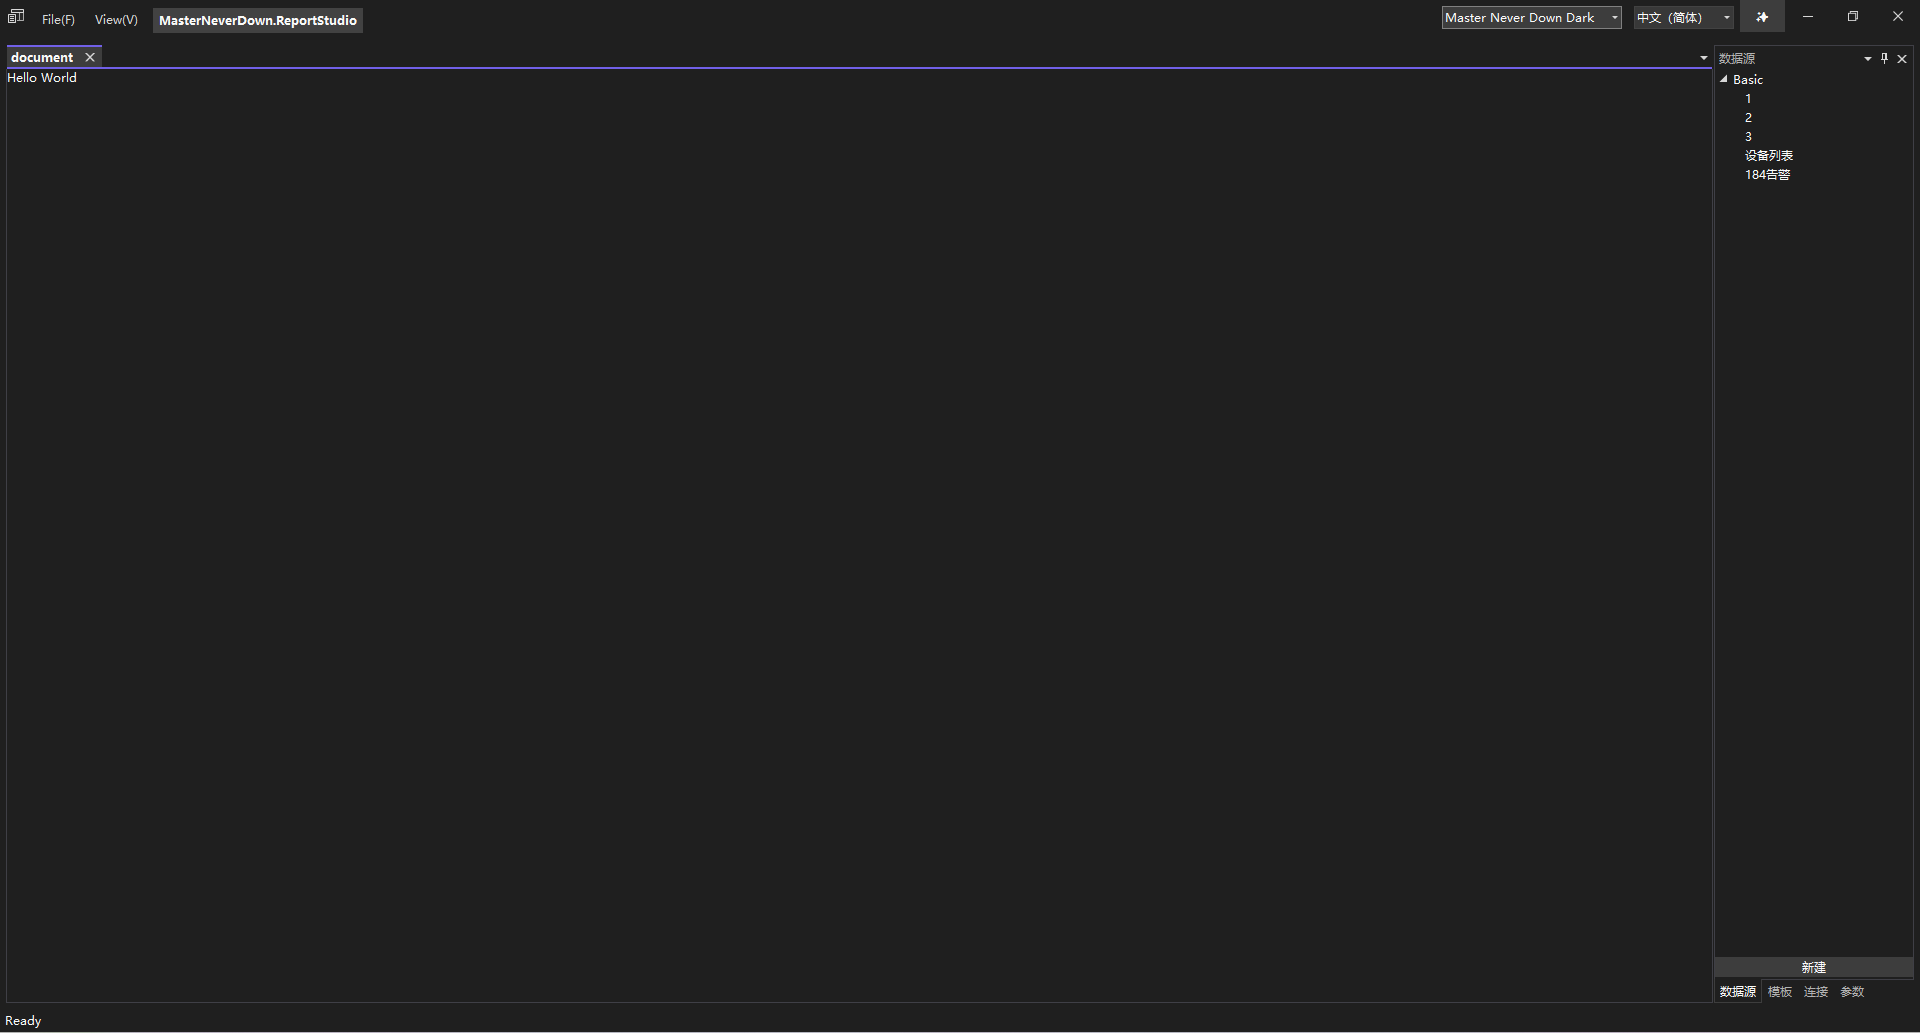 File(F) View(V) MasterNeverDown.ReportStudio Master Never Down Dark 中文（简体）
document
Hello World
数据源
Basic
1
2
3
设备列表
184告警
新建
数据源 模板 连接 参数
Ready